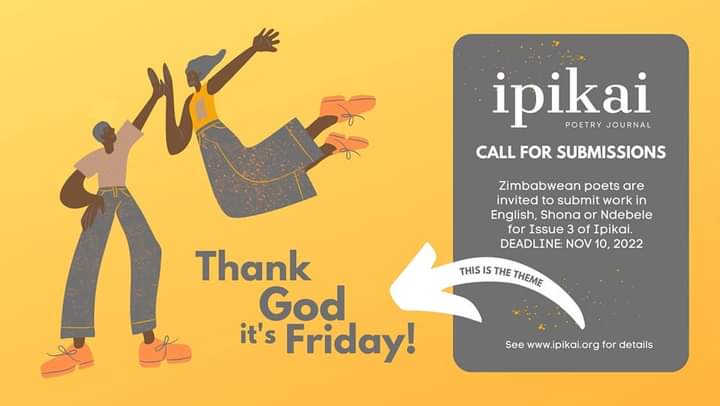 ipikai
POETRY JOURNAL
CALL FOR SUBMISSIONS
Zimbabwean poets are
invited to submit work in
English, Shona or Ndebele
for Issue 3 of Ipikai.
DEADLINE: NOV 10, 2022
THIS IS THE THEME
Thank
God
it's Friday!
See www.ipikai.org for details